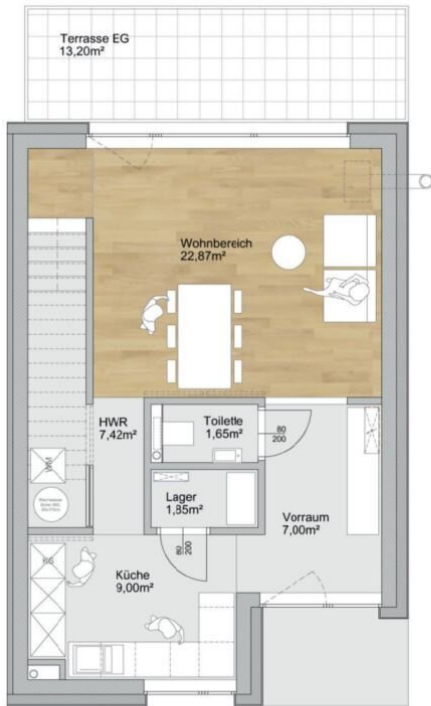 Terrasse EG
13,20m²
Wohnbereich
22,87m²
HWR
7,42m²
Toilette
1,65m²
80
200
WM
Lager
1,85m²
Vorraum
7,00m²
80
200
Küche
9,00m²